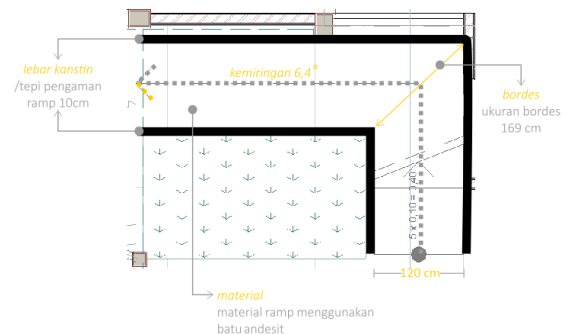 lebar kanstin
/tepi pengaman
ramp 10cm
kemiringan 6,4°
bordes
ukuran bordes
169 cm
5 x 0,10 = 0,40
120 cm
material
material ramp menggunakan
batu andesit